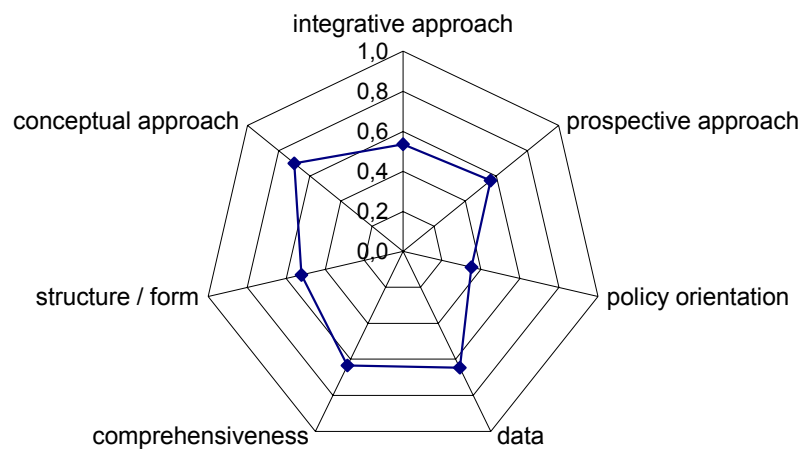 integrative approach
1,0
0,8
0,6
0,4
0,2
0,0
prospective approach
policy orientation
data
comprehensiveness
structure / form
conceptual approach